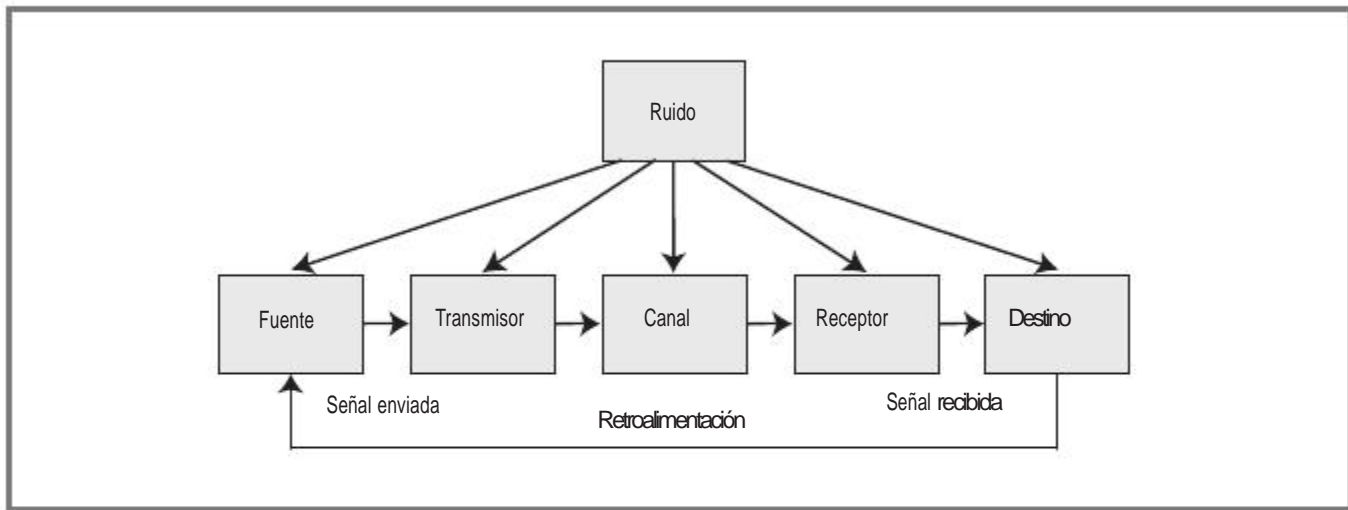 Ruido
Fuente
Transmisor
Canal
Receptor
Destino
Señal enviada
Retroalimentación
Señal recibida